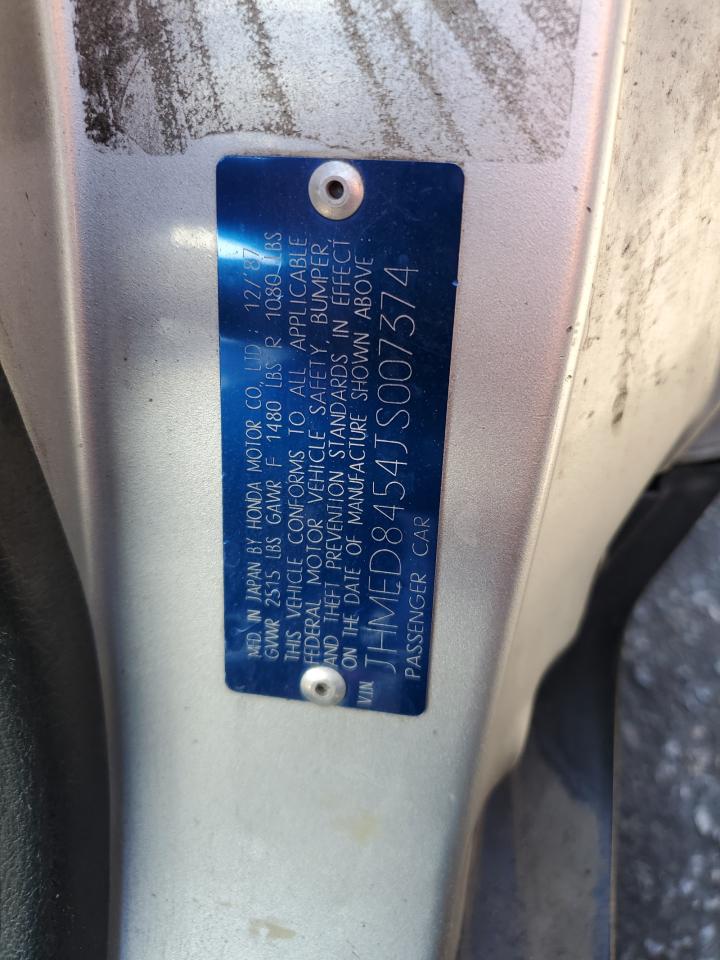 MFD. IN JAPAN BY HONDA MOTOR CO., LTD.; 12/'87
GVWR 2515 LBS GAWR F 1480 LBS R 1080 LBS
THIS VEHICLE CONFORMS TO ALL APPLICABLE
FEDERAL MOTOR VEHICLE SAFETY, BUMPER,
AND THEFT PREVENTION STANDARDS IN EFFECT
ON THE DATE OF MANUFACTURE SHOWN ABOVE :
V.I.N. JHMED8454JS007374
PASSENGER CAR